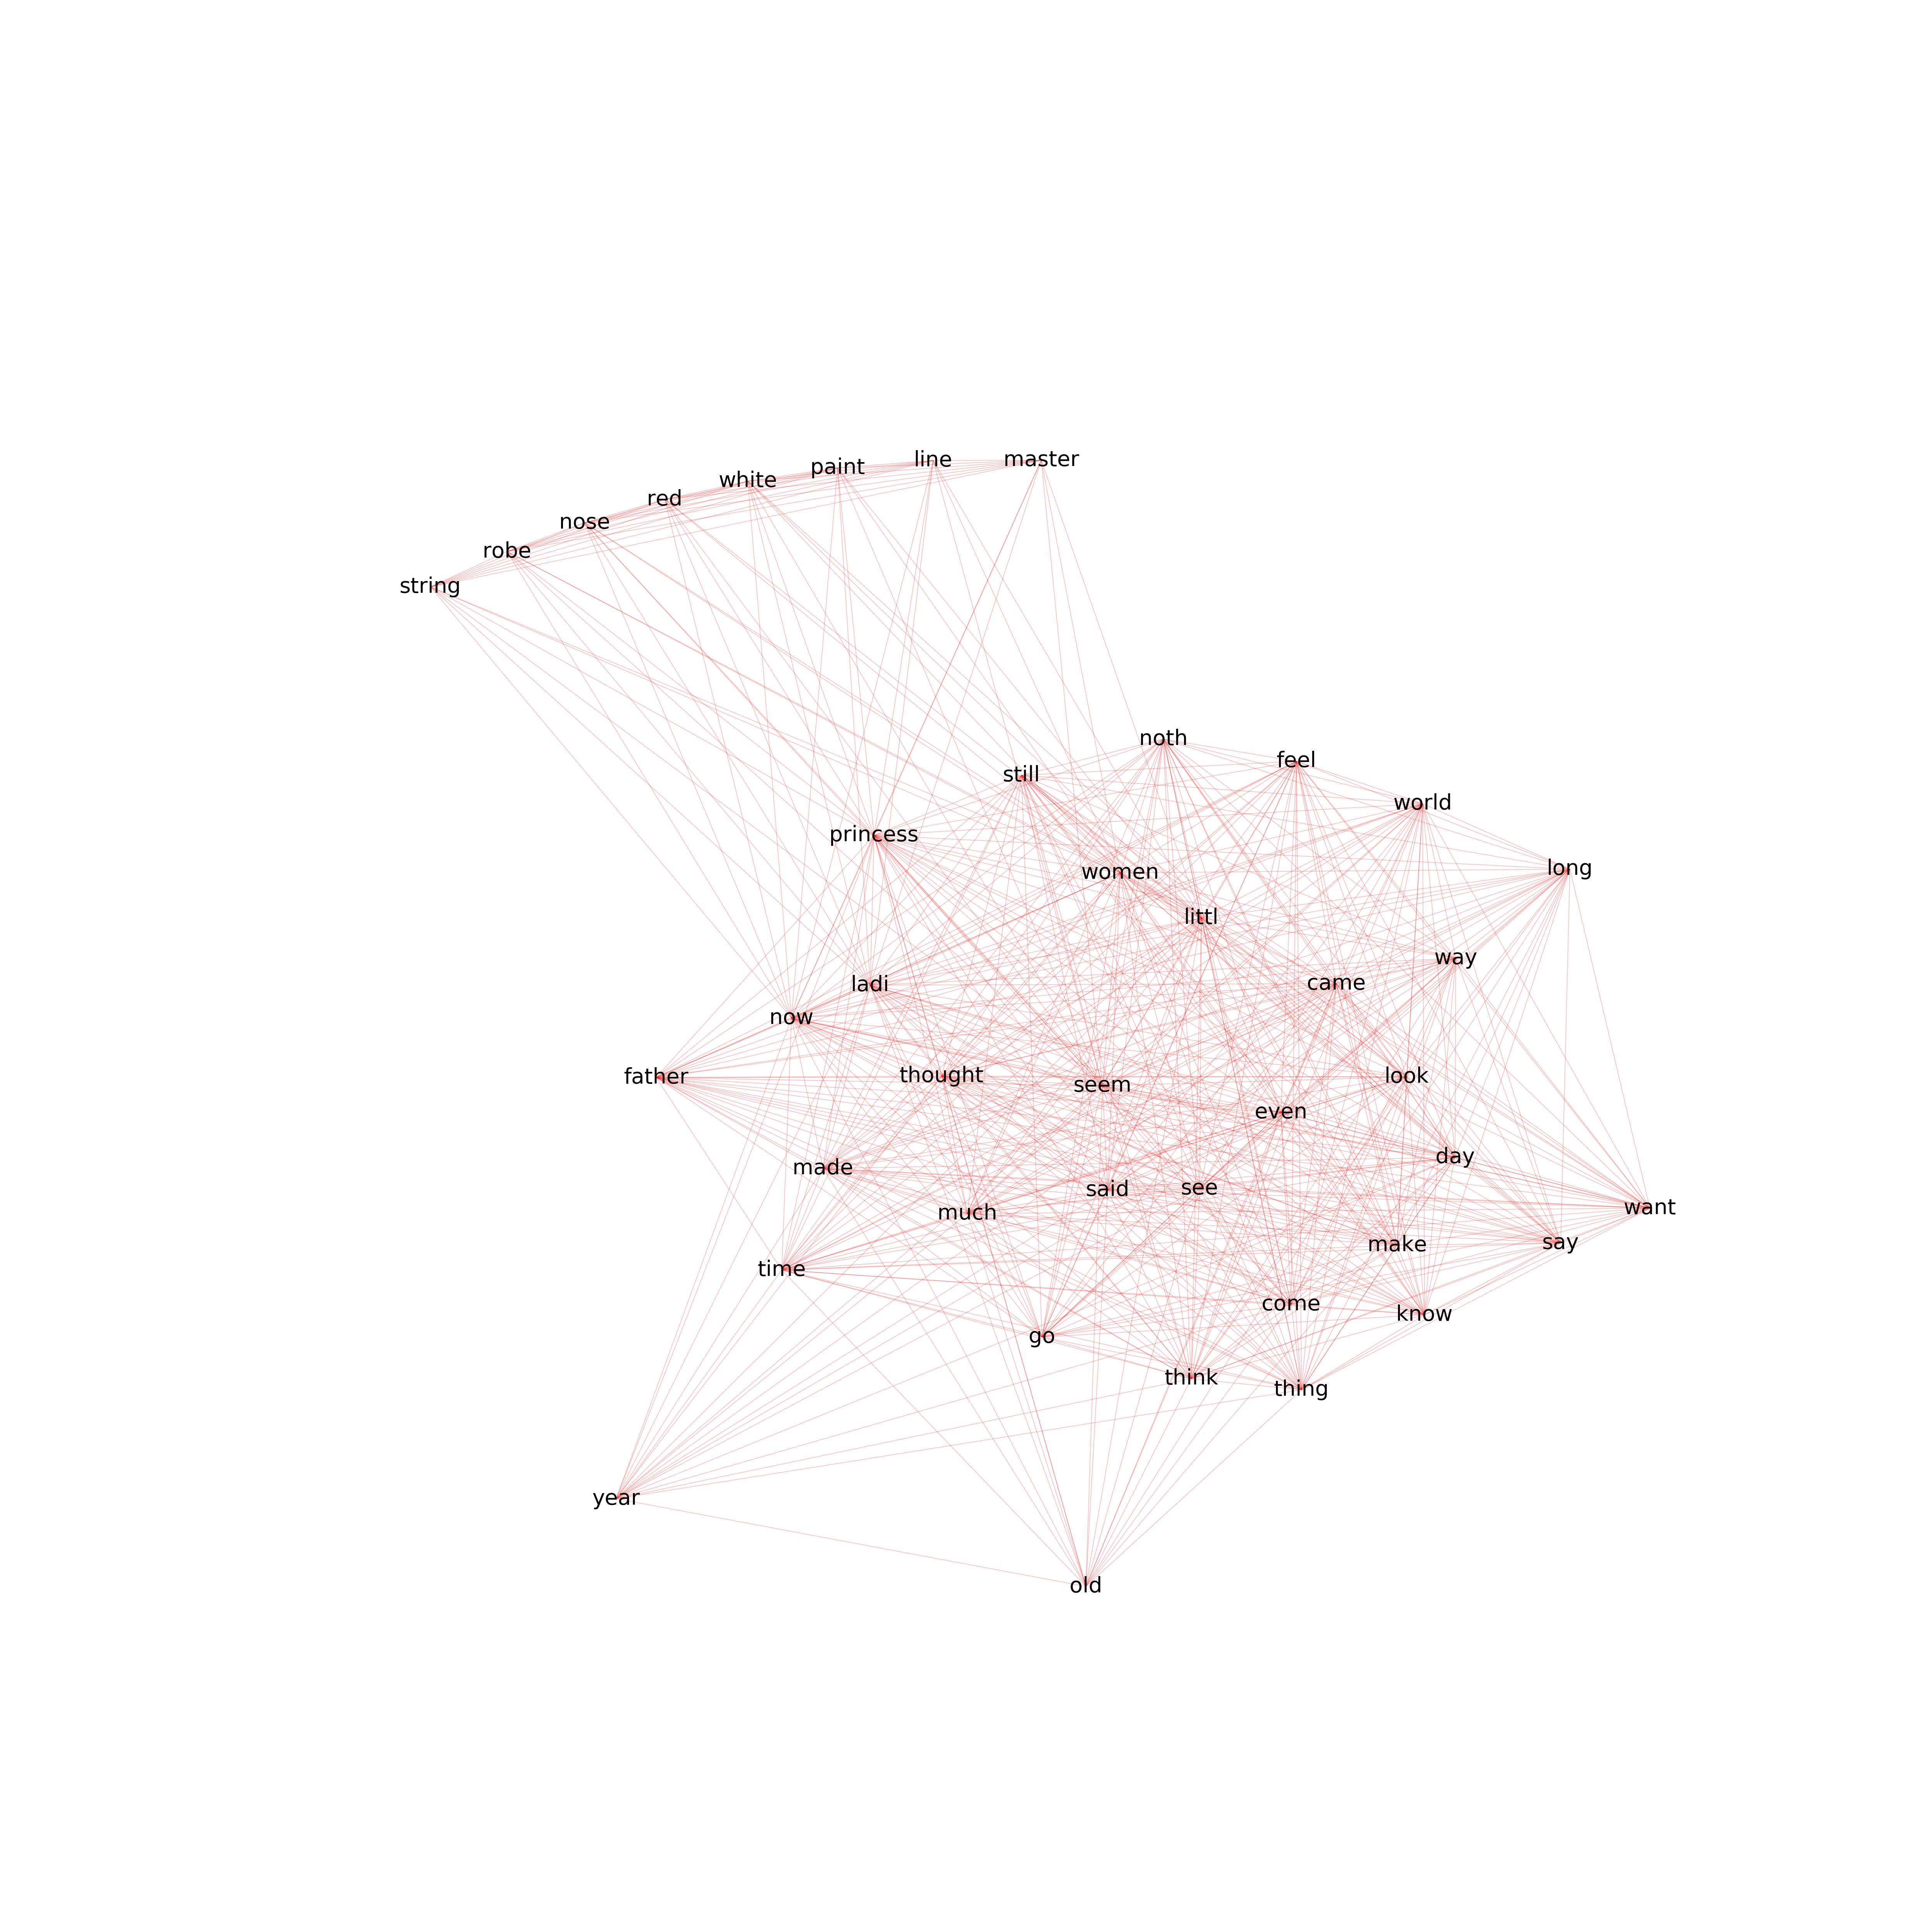 master
line
paint
white
red
nose
robe
string
noth
feel
still
world
princess
long
women
littl
way
came
ladi
now
father
thought
look
seem
even
day
made
see
said
want
much
say
make
time
come
know
go
think
thing
year
old